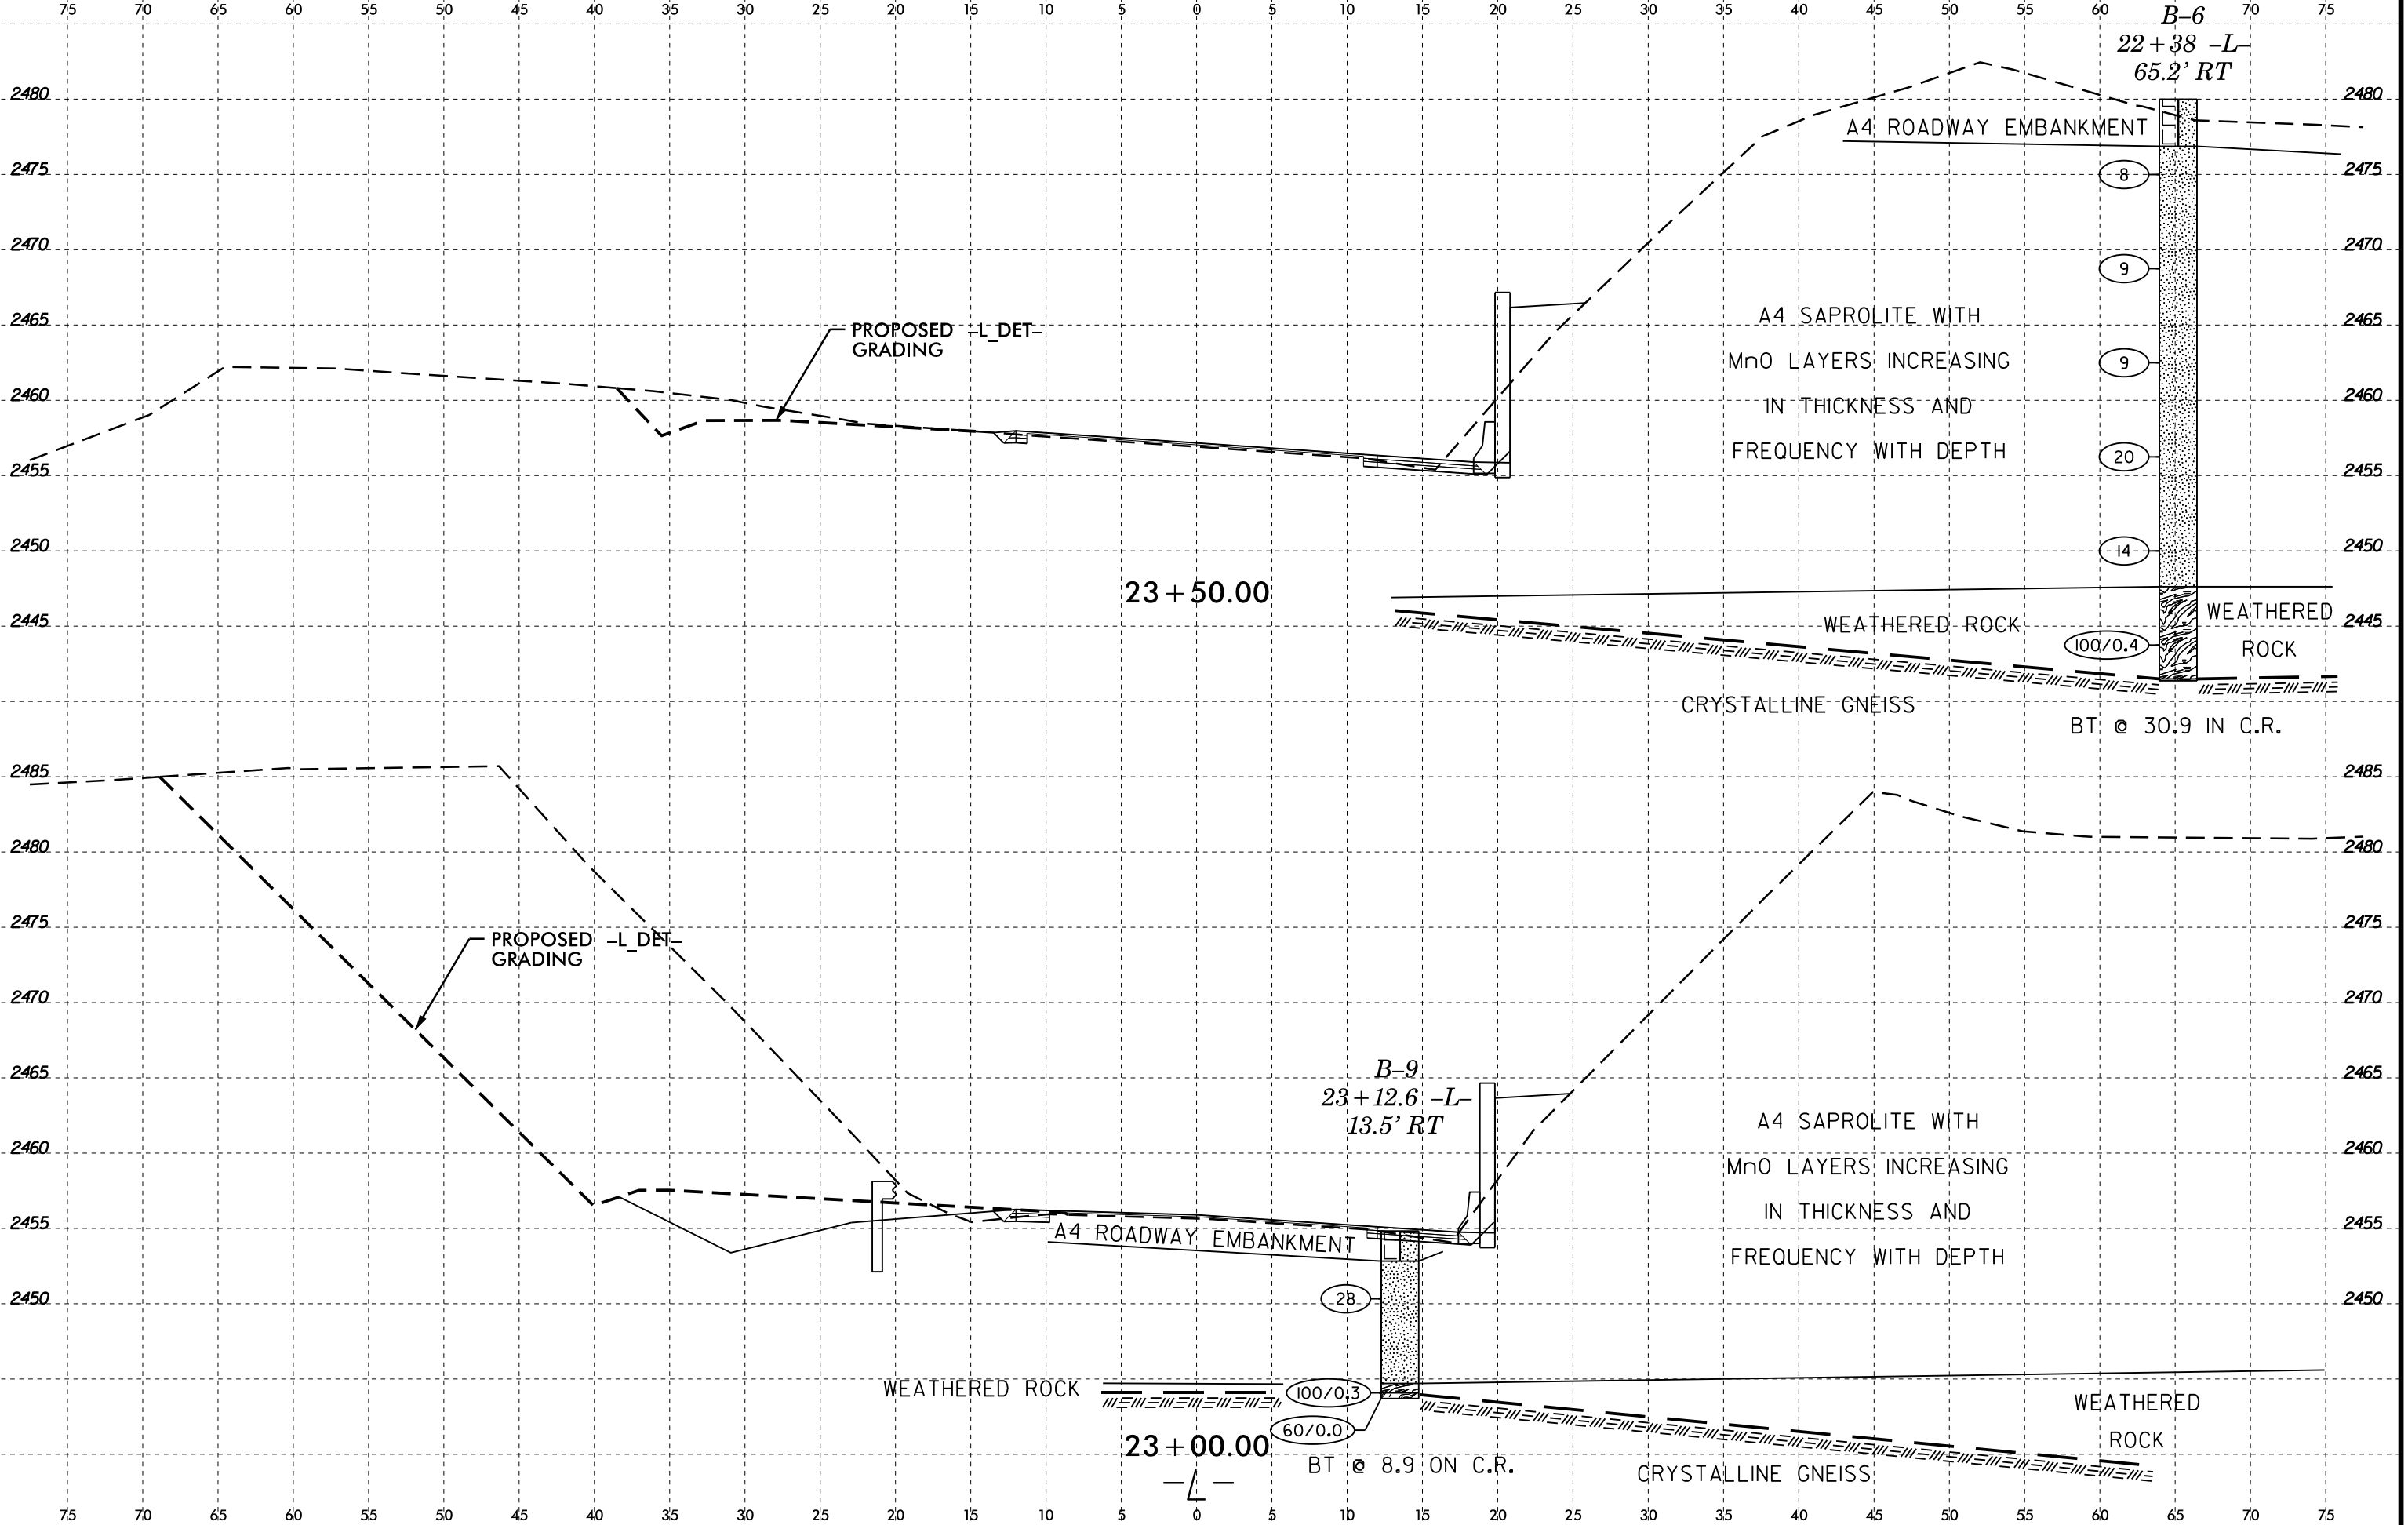 75 70 65 60 55 50 45 40 35 30 25 20 15 10 5 0 5 10 15 20 25 30 35 40 45 50 55 60 65 70 75
B–6
22+38 –L–
65.2' RT
2480 2480
A4 ROADWAY EMBANKMENT
2475 8 2475
2470 2470
9
A4 SAPROLITE WITH
2465 2465
PROPOSED –L_DET–
GRADING
MnO LAYERS INCREASING
9
2460 2460
IN THICKNESS AND
FREQUENCY WITH DEPTH
20
2455 2455
2450 14 2450
23+50.00
WEATHERED
2445 WEATHERED ROCK 2445
100/0.4
ROCK
CRYSTALLINE GNEISS
BT @ 30.9 IN C.R.
2485 2485
2480 2480
2475 2475
PROPOSED –L_DET–
GRADING
2470 2470
2465 2465
B–9
23+12.6 –L–
13.5' RT
A4 SAPROLITE WITH
2460 2460
MnO LAYERS INCREASING
IN THICKNESS AND
2455 2455
A4 ROADWAY EMBANKMENT
FREQUENCY WITH DEPTH
2450 28 2450
WEATHERED ROCK
100/0.3
WEATHERED
60/0.0
23+00.00
ROCK
BT @ 8.9 ON C.R.
CRYSTALLINE GNEISS
–L–
75 70 65 60 55 50 45 40 35 30 25 20 15 10 5 0 5 10 15 20 25 30 35 40 45 50 55 60 65 70 75